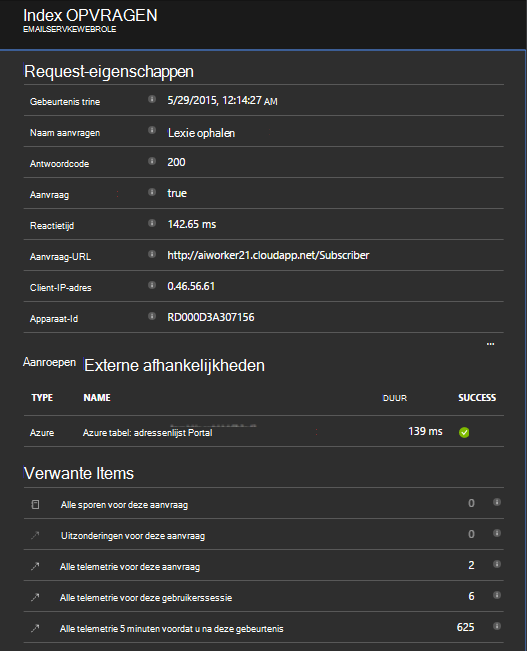 Index OPVRAGEN
EMAILSERVKEWEBROLE
Request-eigenschappen
Gebeurtenis trine 5/29/2015, 12:14:27 AM
Naam aanvragen Lexie ophalen
Antwoordcode 200
Aanvraag true
Reactietijd 142.65 ms
Aanvraag-URL http://aiworker21.cloudapp.net/Subscriber
Client-IP-adres 0.46.56.61
Apparaat-Id RD000D3A307156
...
Aanroepen Externe afhankelijkheden
TYPE NAME DUUR SUCCESS
Azure Azure tabel: adressenlijst Portal 139 ms
Verwante Items
Alle sporen voor deze aanvraag 0
Uitzonderingen voor deze aanvraag 0
Alle telemetrie voor deze aanvraag 2
Alle telemetrie voor deze gebruikerssessie 6
Alle telemetrie 5 minuten voordat u na deze gebeurtenis 625